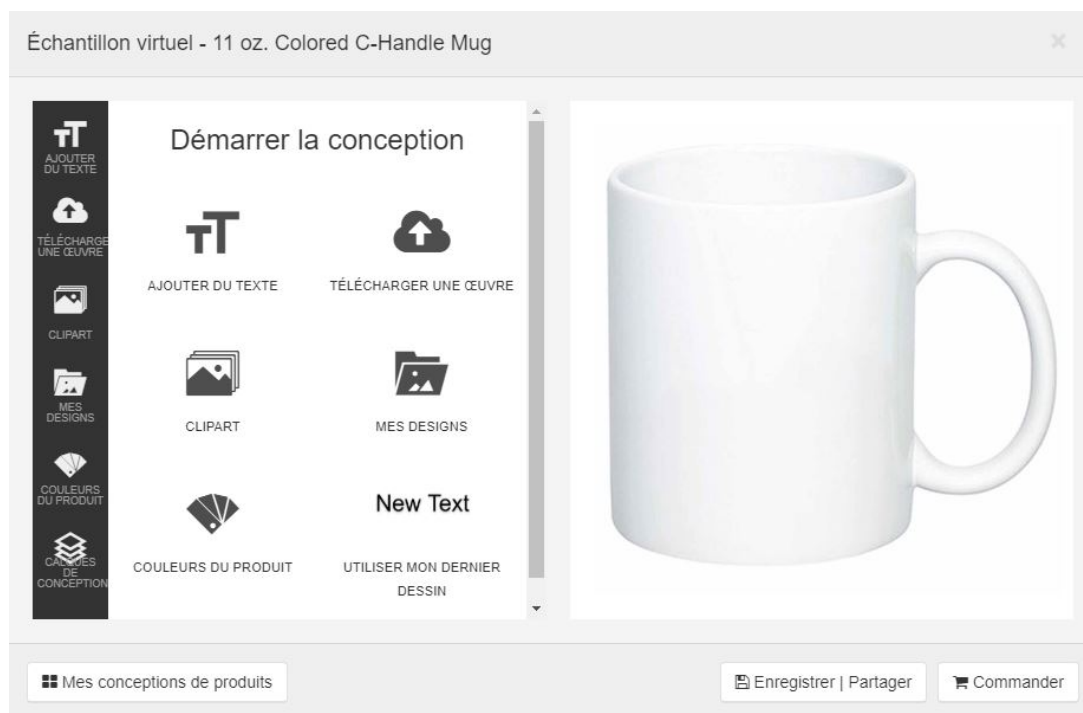 Échantillon virtuel - 11 oz. Colored C-Handle Mug
×
AJOUTER
DU TEXTE
TÉLÉCHARGE
UNE ŒUVRE
CLIPART
MES
DESIGNS
COULEURS
DU PRODUIT
CALQUES
DE
CONCEPTION
Démarrer la conception
AJOUTER DU TEXTE
TÉLÉCHARGER UNE ŒUVRE
CLIPART
MES DESIGNS
COULEURS DU PRODUIT
New Text
UTILISER MON DERNIER
DESSIN
Mes conceptions de produits
Enregistrer | Partager
Commander